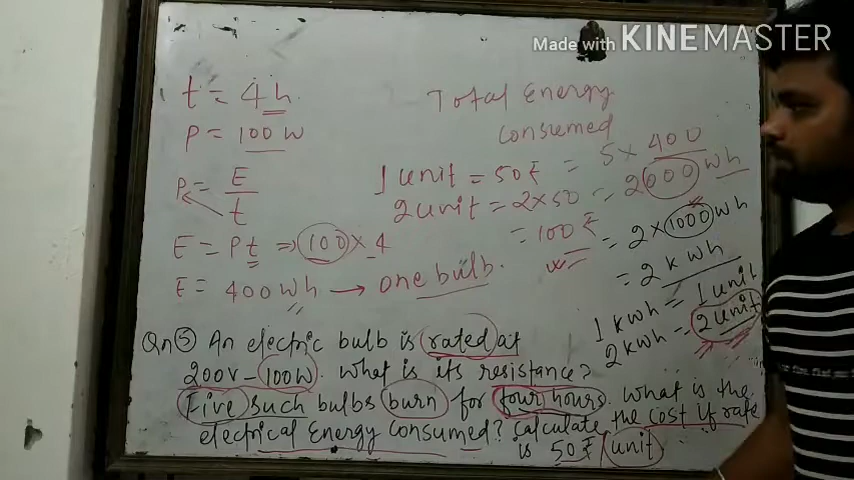 Made with KINEMASTER
t = 4h.
P = 100 W
P = E / t
E = Pt ⇒ 100 × 4
E = 400 Wh → one bulb.
Total Energy
Consumed
= 5 × 400
= 2000 Wh
= 2 × 1000 Wh
= 2 kWh
1 kWh = 1 unit
2 kWh = 2 unit
1 unit = 50 ₹
2 unit = 2 × 50
= 100 ₹
Qn ⑤ An electric bulb is rated at
200V - 100W. What is its resistance?
Five such bulbs burn for four hours. What is the
electrical Energy consumed? Calculate the cost if rate
is 50 ₹ / unit